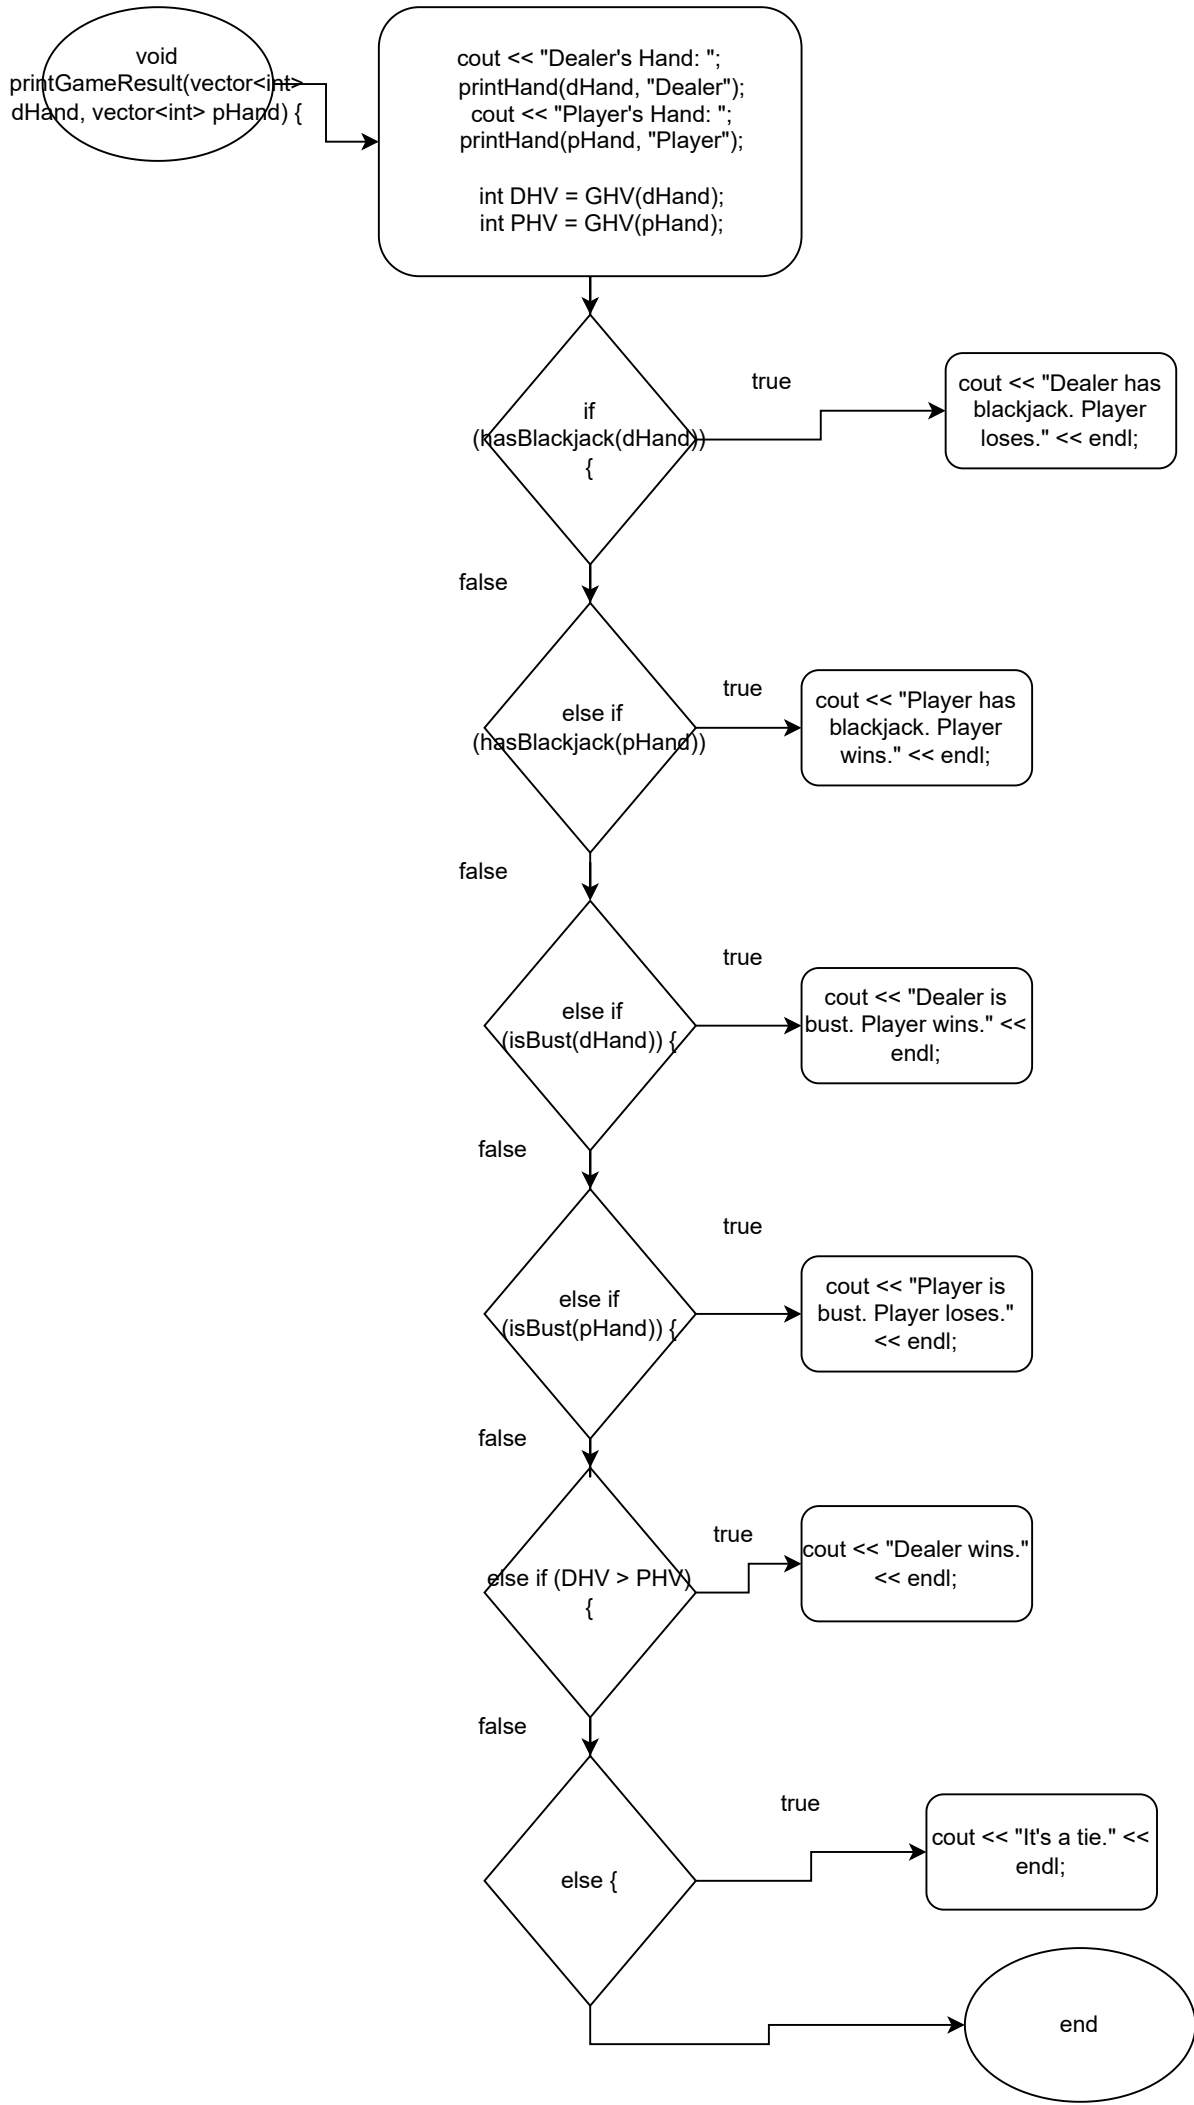 void
printGameResult(vector<int>
dHand, vector<int> pHand) {
cout << "Dealer's Hand: ";
printHand(dHand, "Dealer");
cout << "Player's Hand: ";
printHand(pHand, "Player");
int DHV = GHV(dHand);
int PHV = GHV(pHand);
if
(hasBlackjack(dHand))
{
true
cout << "Dealer has
blackjack. Player
loses." << endl;
false
else if
(hasBlackjack(pHand))
true
cout << "Player has
blackjack. Player
wins." << endl;
false
else if
(isBust(dHand)) {
true
cout << "Dealer is
bust. Player wins." <<
endl;
false
else if
(isBust(pHand)) {
true
cout << "Player is
bust. Player loses."
<< endl;
false
else if (DHV > PHV)
{
true
cout << "Dealer wins."
<< endl;
false
else {
true
cout << "It's a tie." <<
endl;
end